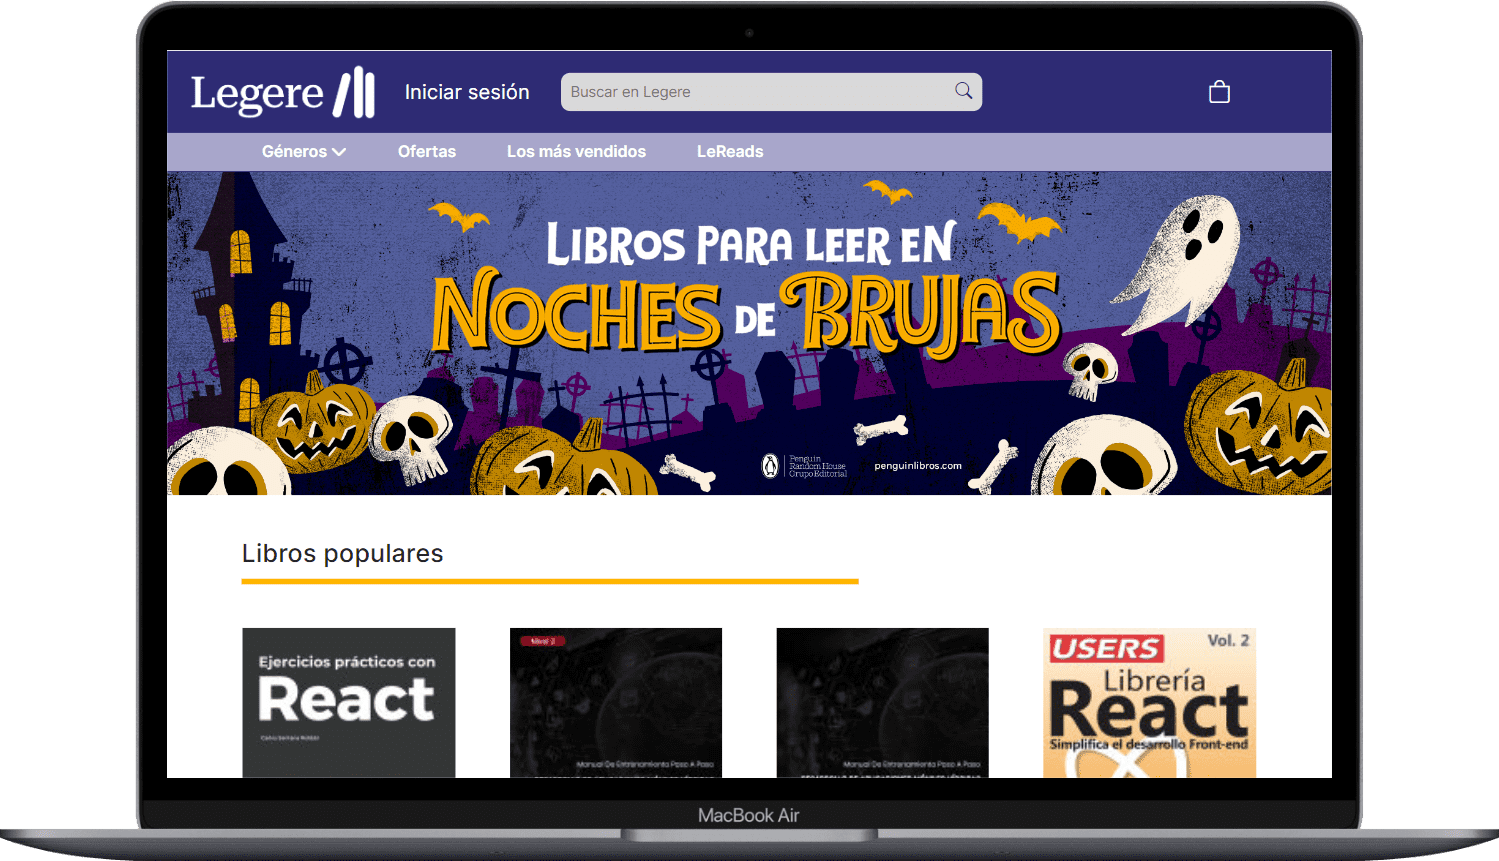 Legere
Iniciar sesión
Buscar en Legere
Géneros
Ofertas
Los más vendidos
LeReads
LIBROS PARA LEER EN
NOCHES DE BRUJAS
Penguin
Random House
Grupo Editorial
penguinlibros.com
Libros populares
Ejercicios prácticos con
React
Manual De Entrenamiento Paso A Paso
Manual De Entrenamiento Paso A Paso
USERS
Vol. 2
Librería
React
Simplifica el desarrollo Front-end
MacBook Air